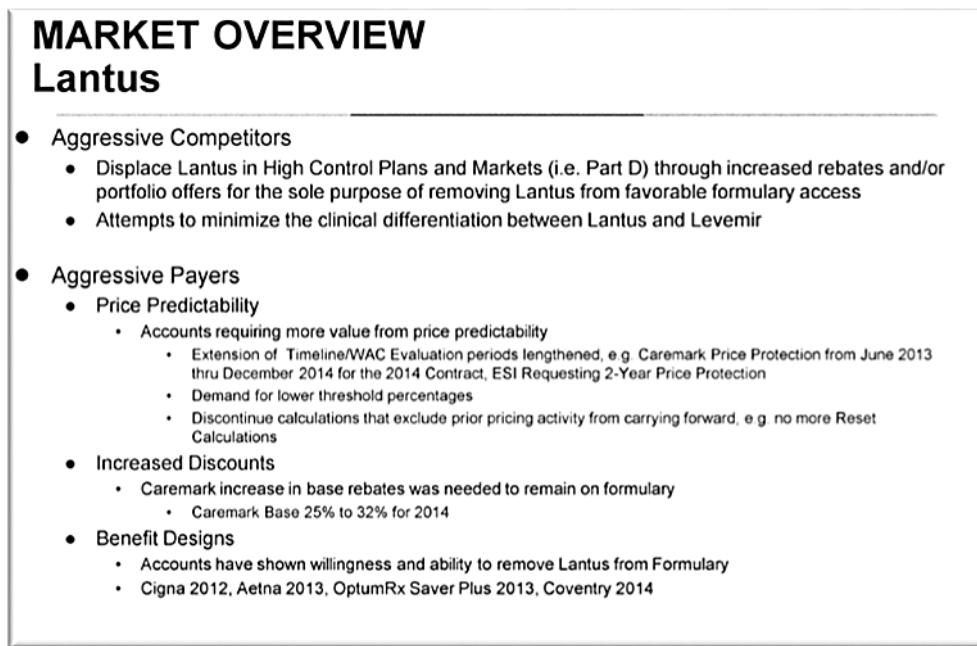 MARKET OVERVIEW
Lantus
● Aggressive Competitors
• Displace Lantus in High Control Plans and Markets (i.e. Part D) through increased rebates and/or
portfolio offers for the sole purpose of removing Lantus from favorable formulary access
• Attempts to minimize the clinical differentiation between Lantus and Levemir
● Aggressive Payers
• Price Predictability
• Accounts requiring more value from price predictability
• Extension of Timeline/WAC Evaluation periods lengthened, e.g. Caremark Price Protection from June 2013
thru December 2014 for the 2014 Contract, ESI Requesting 2-Year Price Protection
• Demand for lower threshold percentages
• Discontinue calculations that exclude prior pricing activity from carrying forward, e.g. no more Reset
Calculations
• Increased Discounts
• Caremark increase in base rebates was needed to remain on formulary
• Caremark Base 25% to 32% for 2014
• Benefit Designs
• Accounts have shown willingness and ability to remove Lantus from Formulary
• Cigna 2012, Aetna 2013, OptumRx Saver Plus 2013, Coventry 2014